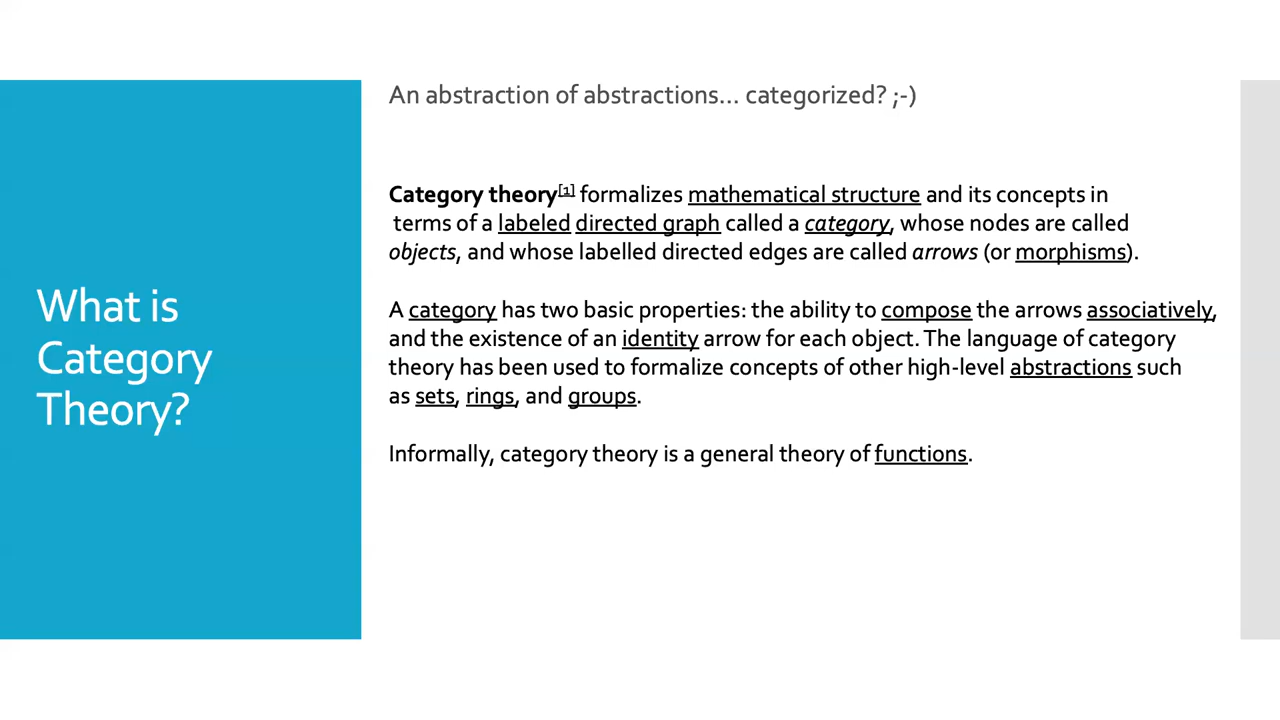 What is
Category
Theory?
An abstraction of abstractions... categorized? ;-)
Category theory[1] formalizes mathematical structure and its concepts in
terms of a labeled directed graph called a category, whose nodes are called
objects, and whose labelled directed edges are called arrows (or morphisms).
A category has two basic properties: the ability to compose the arrows associatively,
and the existence of an identity arrow for each object. The language of category
theory has been used to formalize concepts of other high-level abstractions such
as sets, rings, and groups.
Informally, category theory is a general theory of functions.